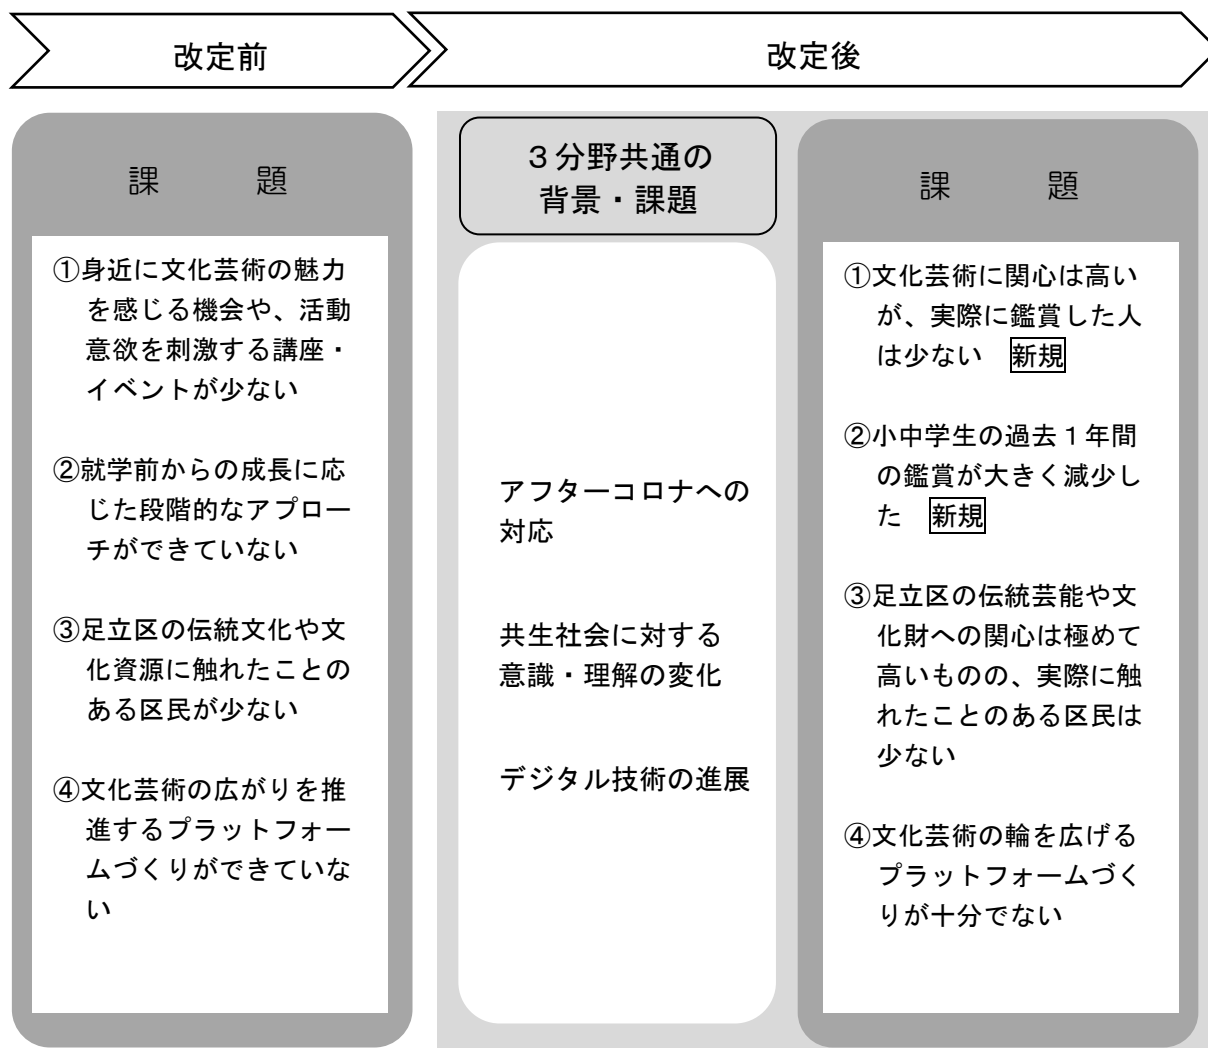 改定前
改定後
課　題
①身近に文化芸術の魅力
を感じる機会や、活動
意欲を刺激する講座・
イベントが少ない
②就学前からの成長に応
じた段階的なアプロー
チができていない
③足立区の伝統文化や文
化資源に触れたことの
ある区民が少ない
④文化芸術の広がりを推
進するプラットフォー
ムづくりができていな
い
３分野共通の
背景・課題
アフターコロナへの
対応
共生社会に対する
意識・理解の変化
デジタル技術の進展
課　題
①文化芸術に関心は高い
が、実際に鑑賞した人
は少ない　新規
②小中学生の過去１年間
の鑑賞が大きく減少し
た　新規
③足立区の伝統芸能や文
化財への関心は極めて
高いものの、実際に触
れたことのある区民は
少ない
④文化芸術の輪を広げる
プラットフォームづく
りが十分でない